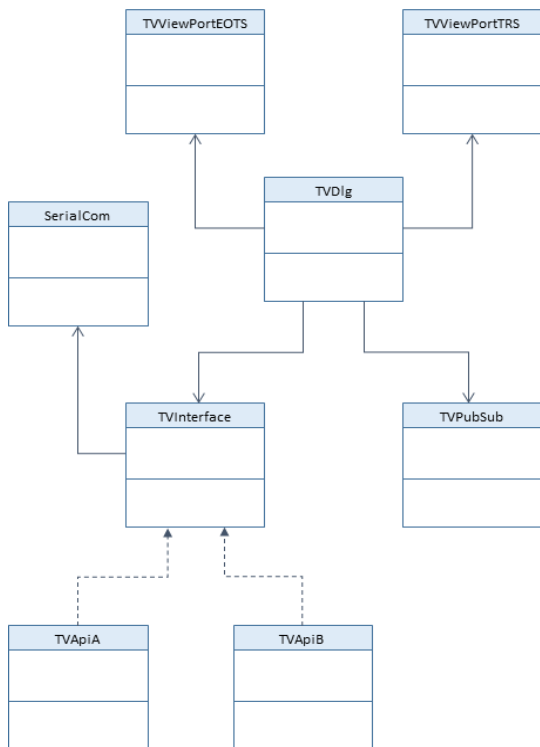 TVViewPortEOTS
TVViewPortTRS
TVDlg
SerialCom
TVInterface
TVPubSub
TVApiA
TVApiB